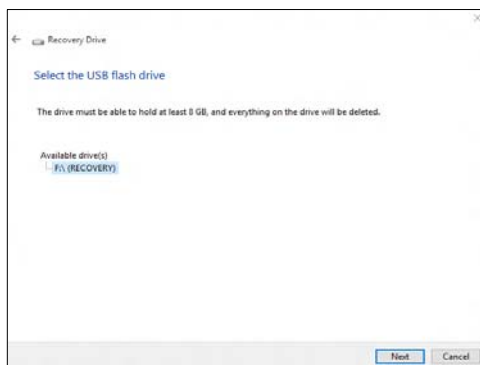 Recovery Drive
Select the USB flash drive
The drive must be able to hold at least 8 GB, and everything on the drive will be deleted.
Available drive(s)
F:\ (RECOVERY)
Next Cancel